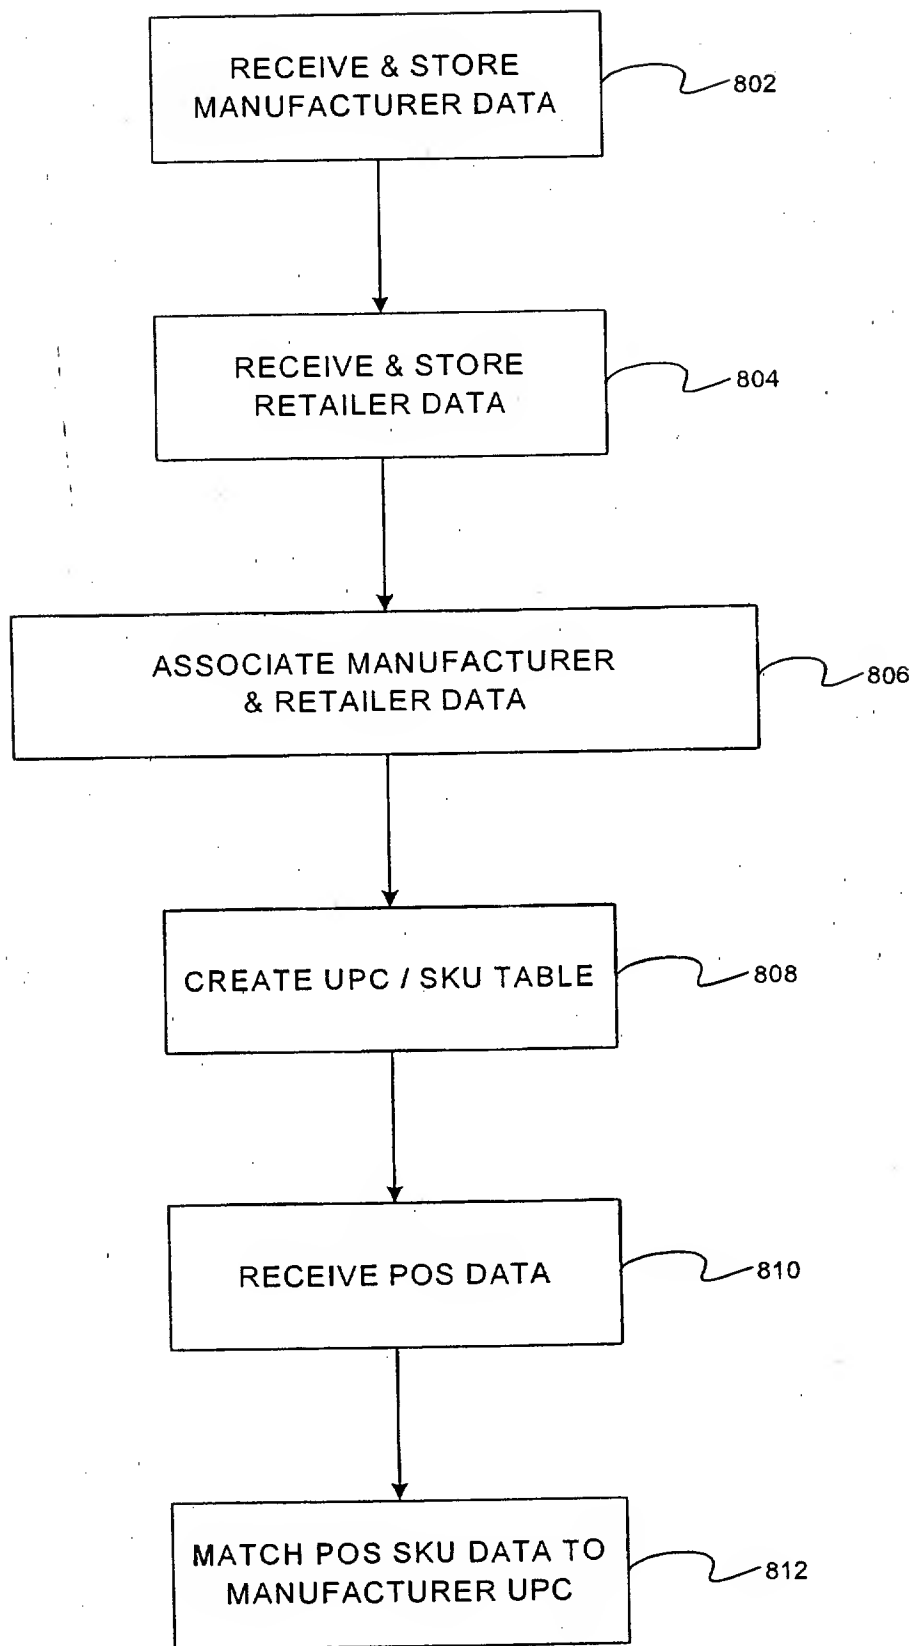 RECEIVE & STORE
MANUFACTURER DATA
802
RECEIVE & STORE
RETAILER DATA
804
ASSOCIATE MANUFACTURER
& RETAILER DATA
806
CREATE UPC / SKU TABLE
808
RECEIVE POS DATA
810
MATCH POS SKU DATA TO
MANUFACTURER UPC
812